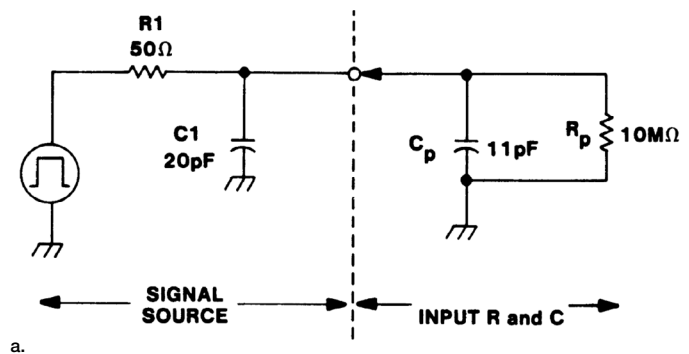 R1
50Ω
C1
20pF
Cp
11pF
Rp
10MΩ
SIGNAL
SOURCE
INPUT R and C
a.